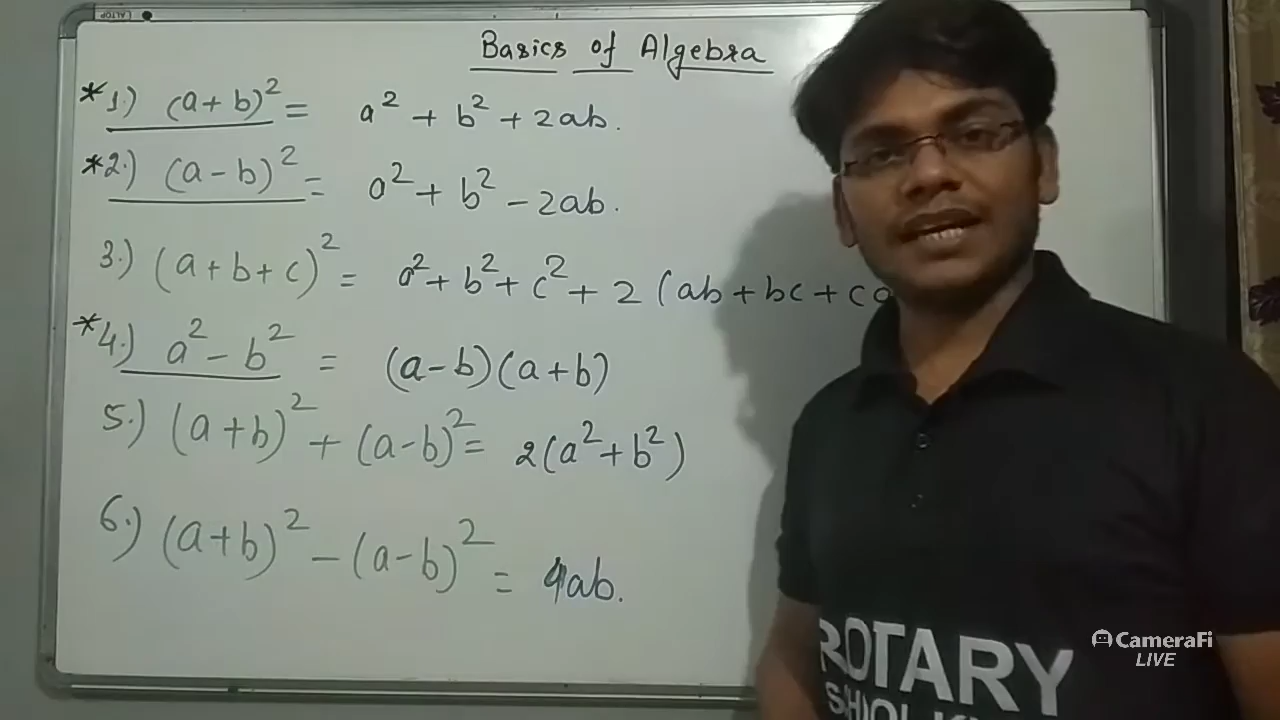 Basics of Algebra
*1) (a+b)² = a² + b² + 2ab.
*2.) (a-b)² = a² + b² - 2ab.
3.) (a+b+c)² = a² + b² + c² + 2 (ab + bc + c
*4.) a² - b² = (a-b)(a+b)
5.) (a+b)² + (a-b)² = 2(a²+b²)
6.) (a+b)² - (a-b)² = 4ab.
ROTARY
CameraFi
LIVE